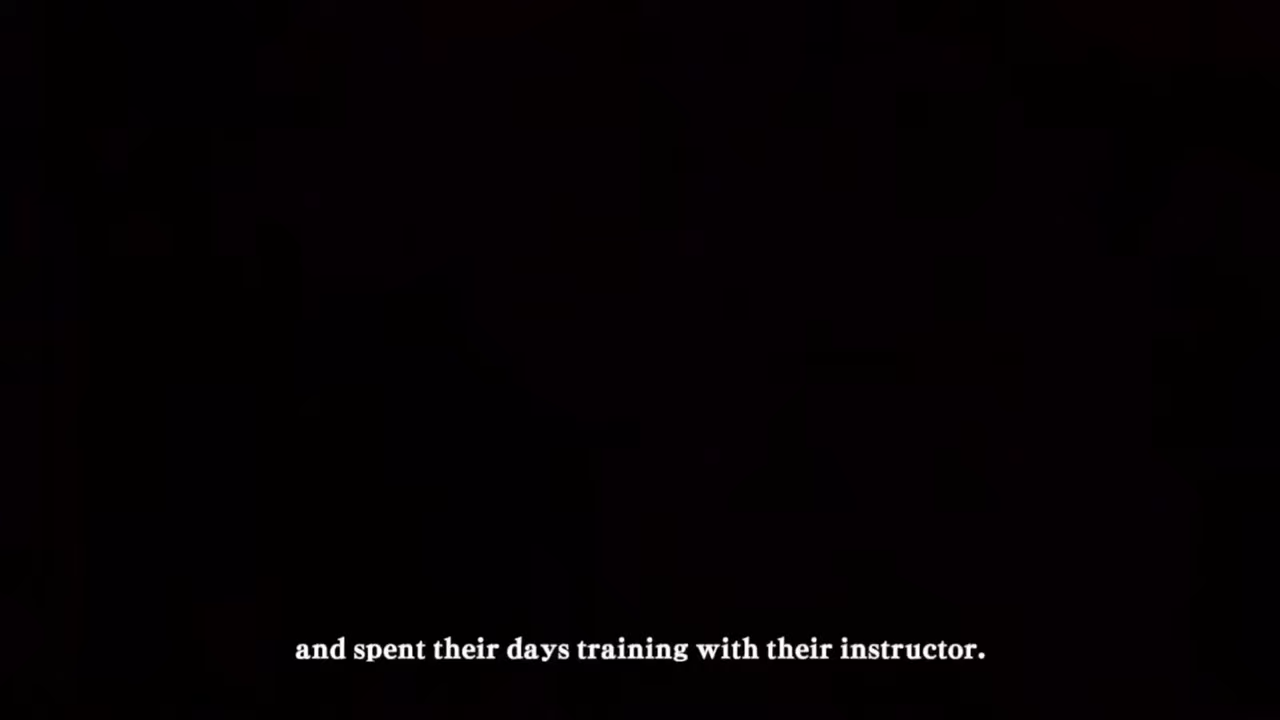 and spent their days training with their instructor.